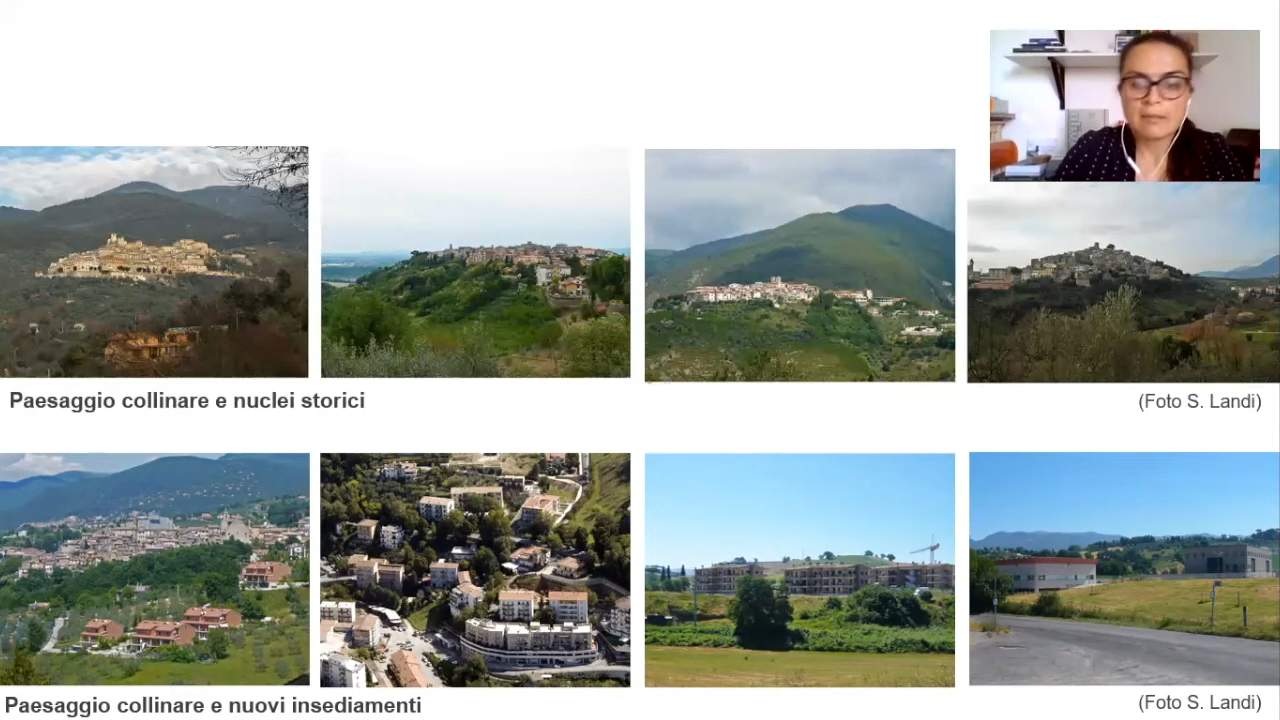 Paesaggio collinare e nuclei storici
(Foto S. Landi)
Paesaggio collinare e nuovi insediamenti
(Foto S. Landi)